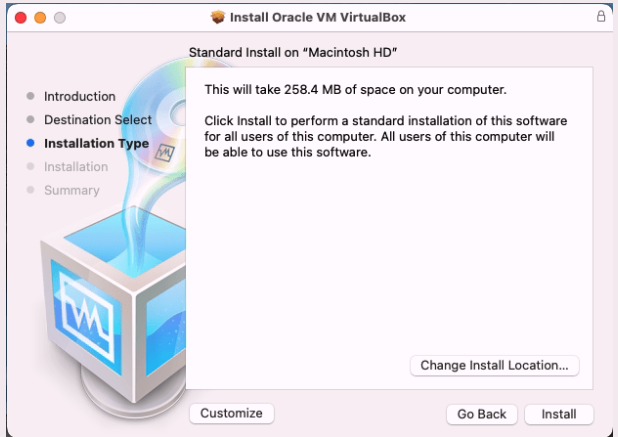 Install Oracle VM VirtualBox
Standard Install on “Macintosh HD”
Introduction
Destination Select
Installation Type
Installation
Summary
This will take 258.4 MB of space on your computer.
Click Install to perform a standard installation of this software
for all users of this computer. All users of this computer will
be able to use this software.
Change Install Location...
Customize
Go Back
Install